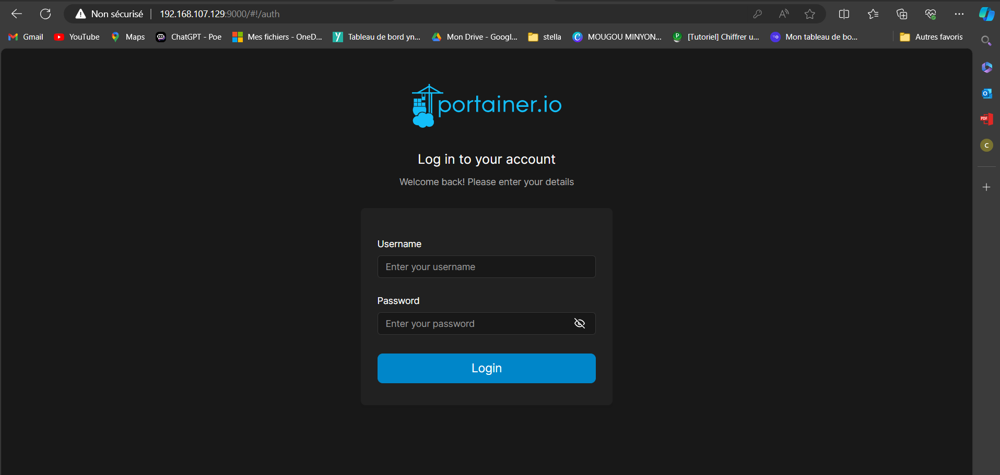 Non sécurisé | 192.168.107.129:9000/#!/auth
Gmail YouTube Maps ChatGPT - Poe Mes fichiers - OneD... Tableau de bord yn... Mon Drive - Googl... stella MOUGOU MINYON... [Tutoriel] Chiffrer u... Mon tableau de bo... Autres favoris
portainer.io
Log in to your account
Welcome back! Please enter your details
Username
Enter your username
Password
Enter your password
Login
PDF
C